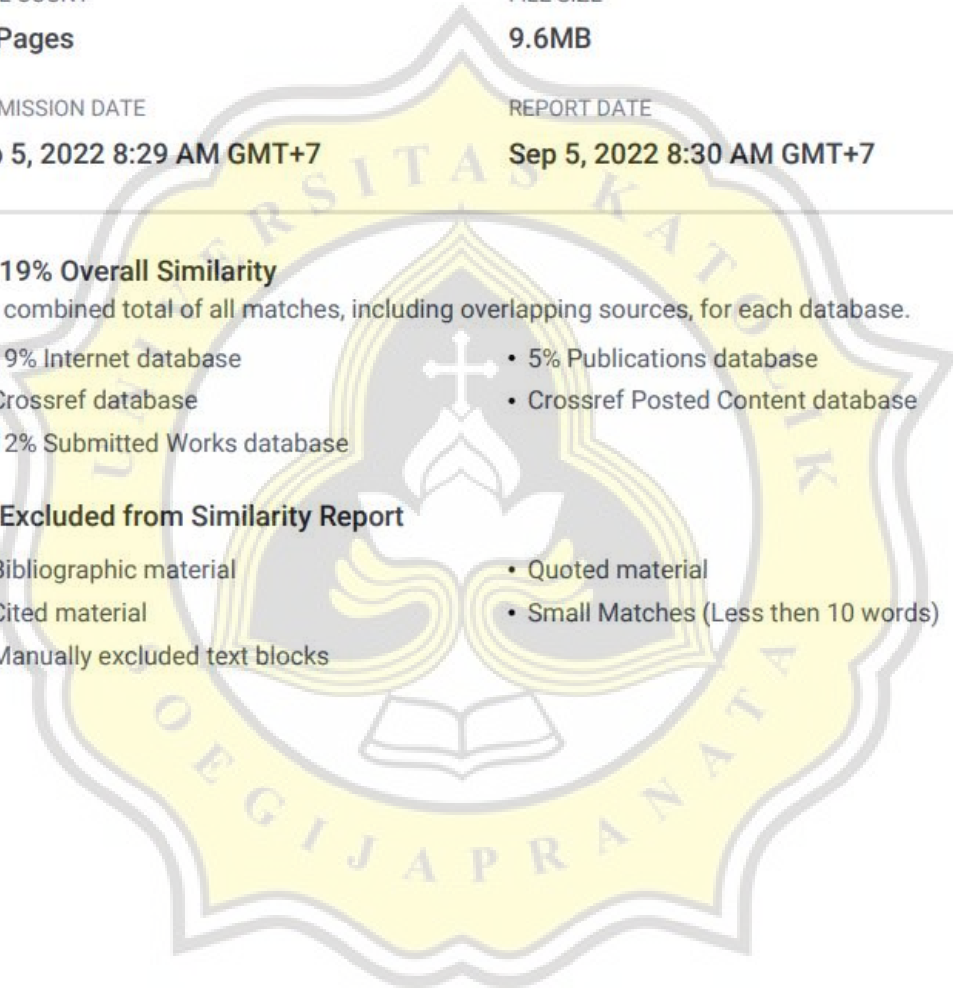 Pages
9.6MB
MISSION DATE
REPORT DATE
5, 2022 8:29 AM GMT+7
Sep 5, 2022 8:30 AM GMT+7
19% Overall Similarity
combined total of all matches, including overlapping sources, for each database.
9% Internet database
• 5% Publications database
Crossref database
• Crossref Posted Content database
2% Submitted Works database
Excluded from Similarity Report
Bibliographic material
• Quoted material
Cited material
• Small Matches (Less then 10 words)
Manually excluded text blocks
UNIVERSITAS KATOLIK
SOEGIJAPRANATA